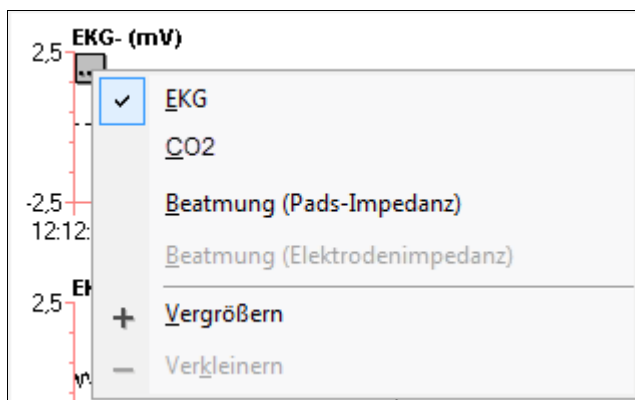 EKG- (mV)
2,5
EKG
CO2
Beatmung (Pads-Impedanz)
-2,5
12:12:
Beatmung (Elektrodenimpedanz)
2,5
Vergrößern
Verkleinern